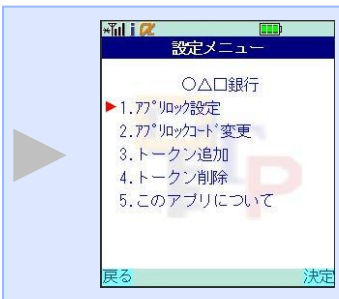 設定メニュー
○△□銀行
1.アプリロック設定
2.アプリロックコード変更
3.トークン追加
4.トークン削除
5.このアプリについて
戻る
決定